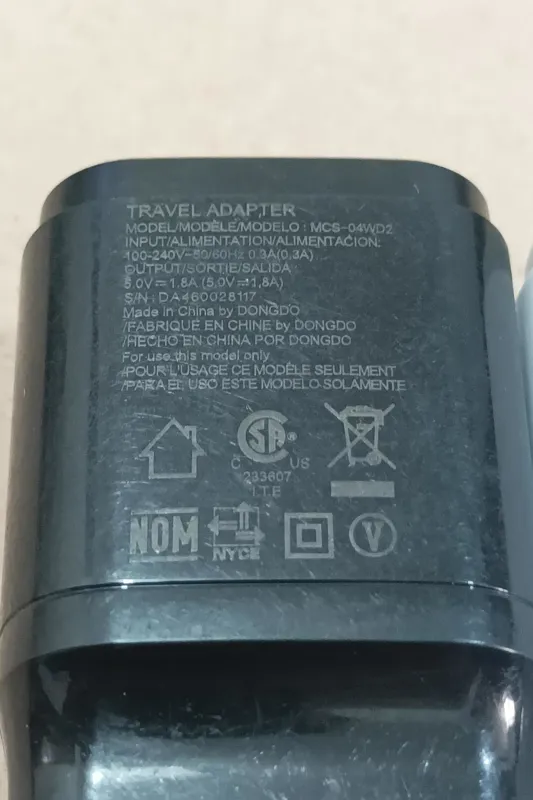 TRAVEL ADAPTER
MODEL/MODÈLE/MODELO : MCS-04WD2
INPUT/ALIMENTATION/ALIMENTACION:
100-240V~50/60Hz 0.3A(0,3A)
OUTPUT/SORTIE/SALIDA :
5.0V⎓1.8A (5,0V⎓1,8A)
S/N : DA460028117
Made in China by DONGDO
/FABRIQUÉ EN CHINE by DONGDO
/HECHO EN CHINA POR DONGDO
For use this model only
/POUR L'USAGE CE MODÈLE SEULEMENT
/PARA EL USO ESTE MODELO SOLAMENTE
SA®
C US
233607
I.T.E
NOM NYCE V